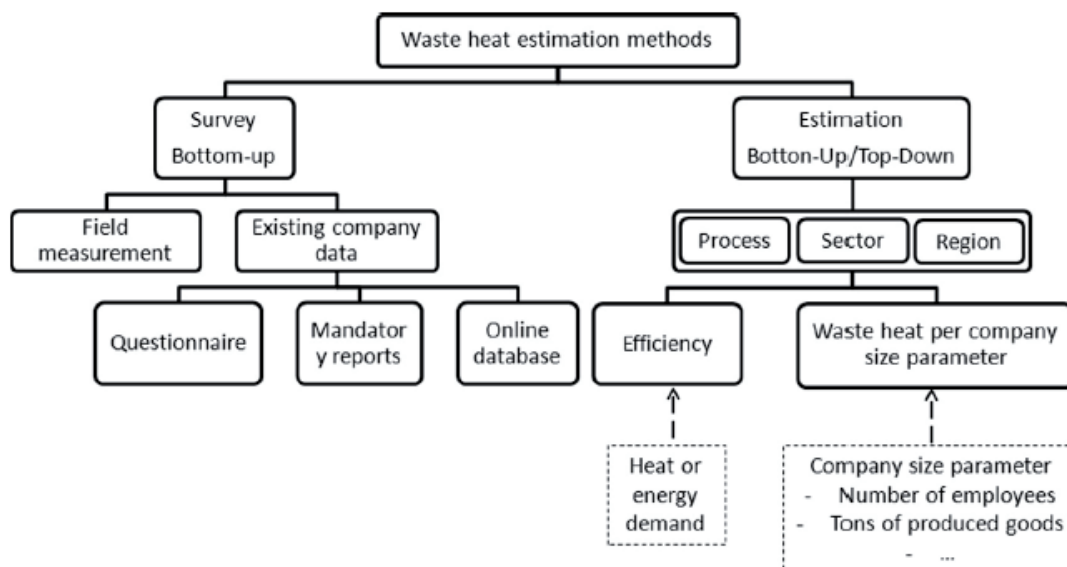 Waste heat estimation methods
Survey
Bottom-up
Estimation
Botton-Up/Top-Down
Field
measurement
Existing company
data
Process
Sector
Region
Questionnaire
Mandator
y reports
Online
database
Efficiency
Waste heat per company
size parameter
Heat or
energy
demand
Company size parameter
- Number of employees
- Tons of produced goods
- ...